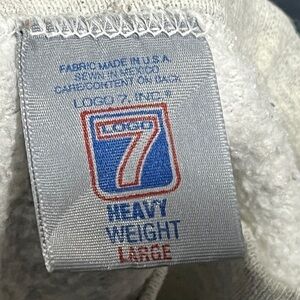 FABRIC MADE IN U.S.A.
SEWN IN MEXICO
CARE/CONTENT ON BACK
LOGO 7, INC.®
LOGO
7
HEAVY
WEIGHT
LARGE